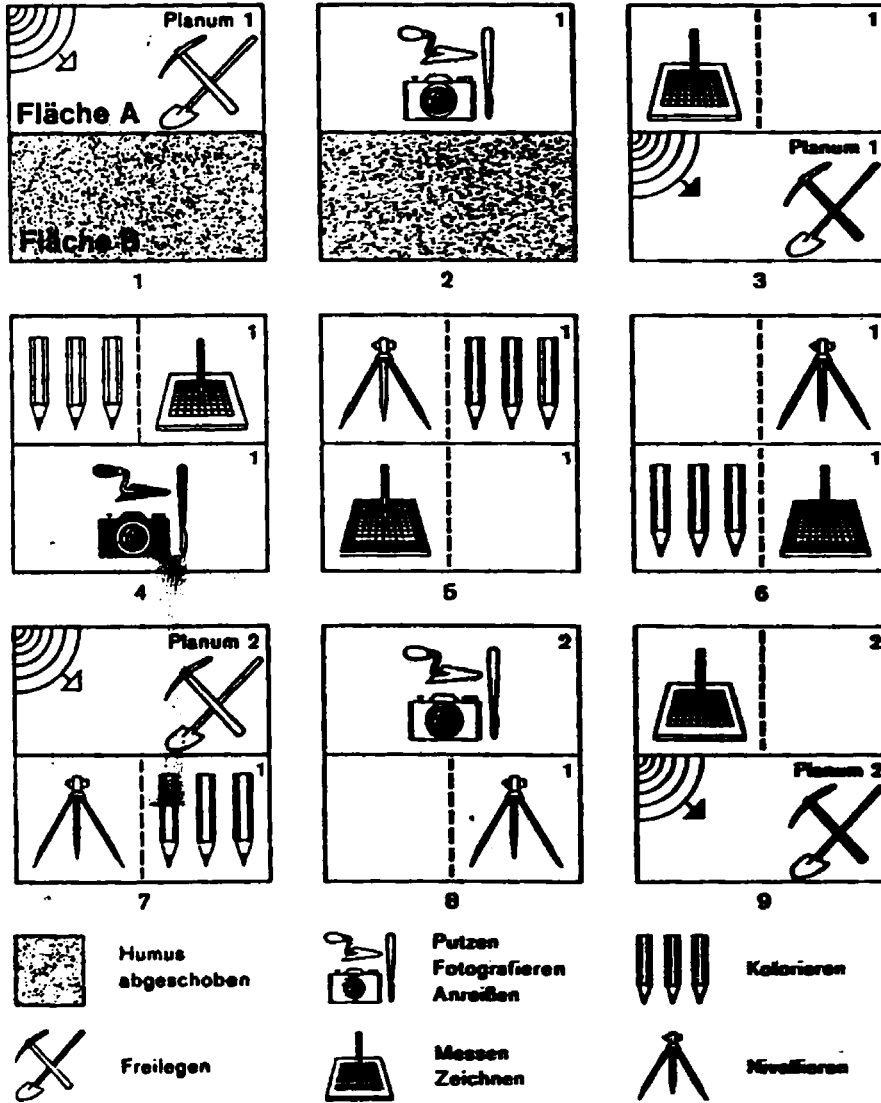 Planum 1
Fläche A
Fläche B
1
1
2
1
Planum 1
3
1
1
4
1
1
5
1
6
Planum 2
1
7
2
1
8
2
Planum 2
9
Humus
abgeschoben
Putzen
Fotografieren
Anreißen
Kolorieren
Freilegen
Messen
Zeichnen
Nivellieren